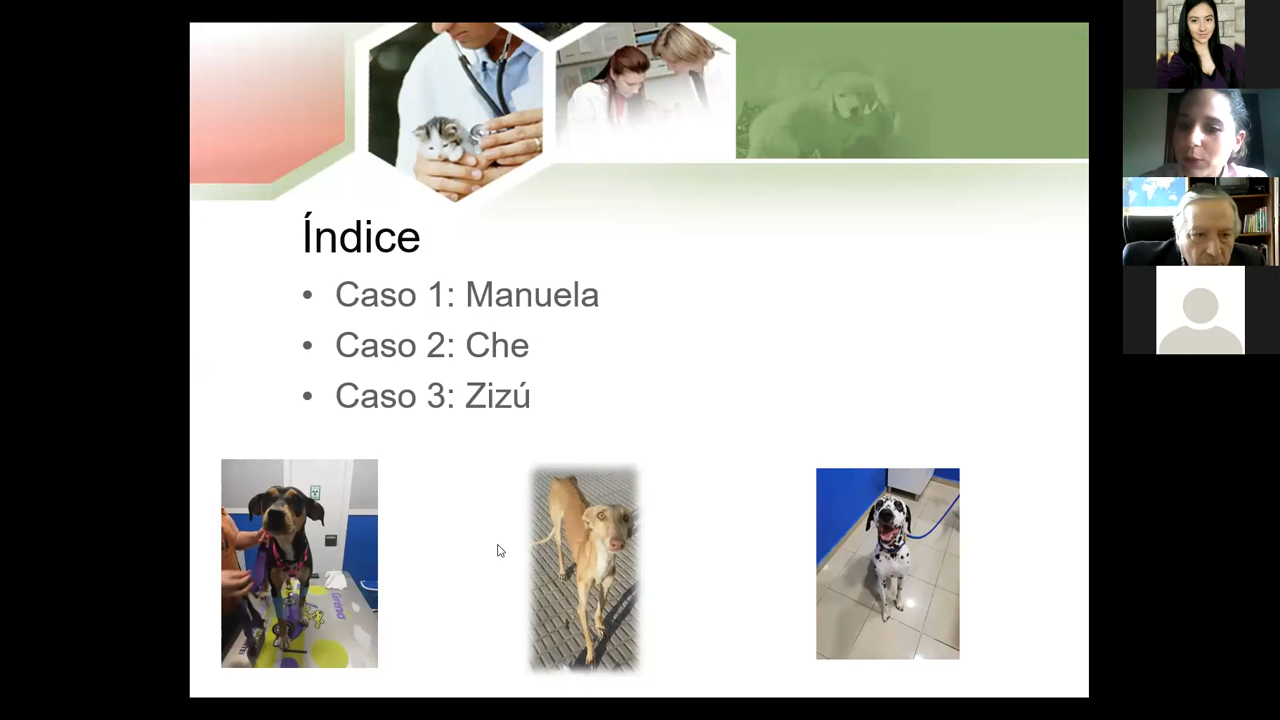 Índice
• Caso 1: Manuela
• Caso 2: Che
• Caso 3: Zizú